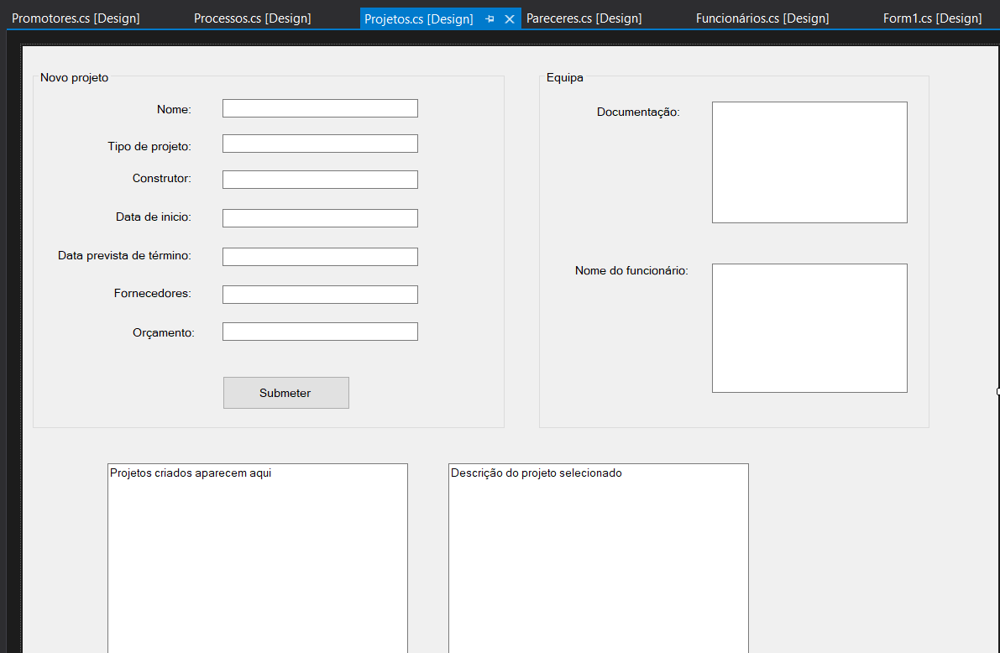 Promotores.cs [Design]
Processos.cs [Design]
Projetos.cs [Design]
Pareceres.cs [Design]
Funcionários.cs [Design]
Form1.cs [Design]
Novo projeto
Nome:
Tipo de projeto:
Construtor:
Data de inicio:
Data prevista de término:
Fornecedores:
Orçamento:
Submeter
Equipa
Documentação:
Nome do funcionário:
Projetos criados aparecem aqui
Descrição do projeto selecionado